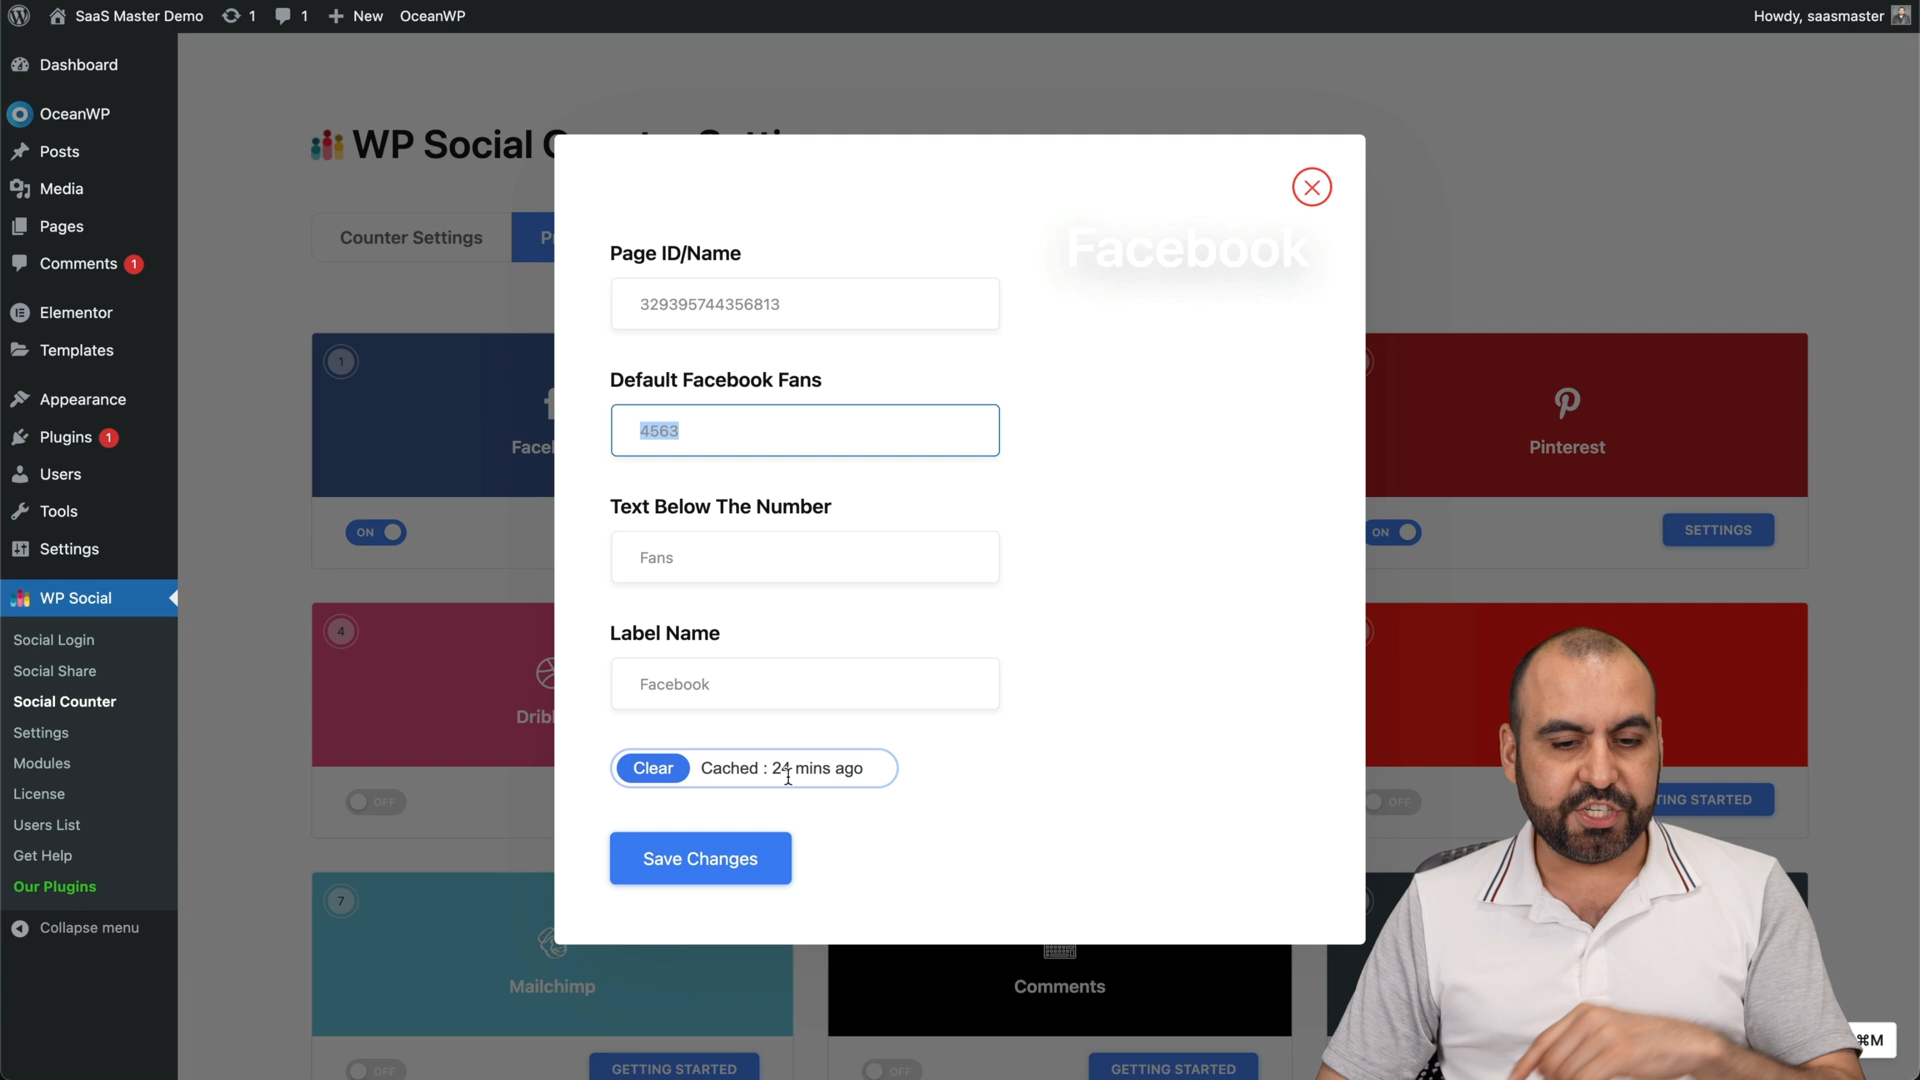 SaaS Master Demo 1 1 New OceanWP Howdy, saasmaster
Dashboard
OceanWP
Posts
Media
Pages
Comments 1
Elementor
Templates
Appearance
Plugins 1
Users
Tools
Settings
WP Social
Social Login
Social Share
Social Counter
Settings
Modules
License
Users List
Get Help
Our Plugins
Collapse menu
WP Social
Counter Settings
1
ON
4
OFF
7
Mailchimp
OFF
GETTING STARTED
Facebook
Page ID/Name
329395744356813
Default Facebook Fans
4563
Text Below The Number
Fans
Label Name
Facebook
Clear Cached : 24 mins ago
Save Changes
Comments
OFF
GETTING STARTED
Pinterest
ON
SETTINGS
OFF
STARTED
⌘M